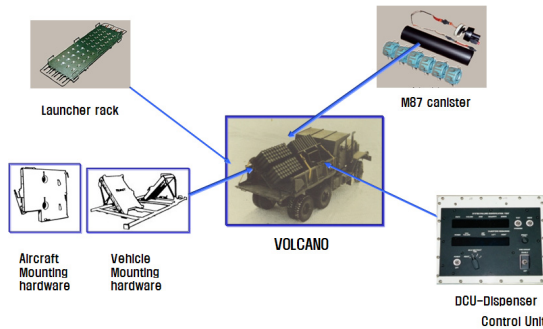 Launcher rack
M87 canister
VOLCANO
Aircraft
Mounting
hardware
Vehicle
Mounting
hardware
DCU-Dispenser
Control Unit